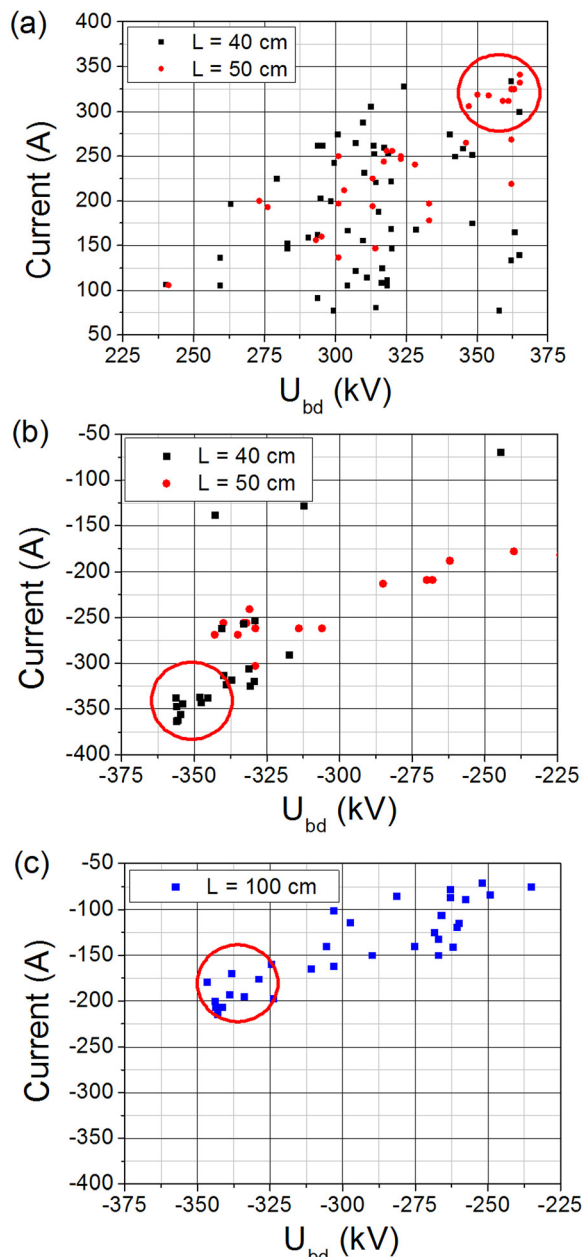 (a)
400
350
300
250
200
150
100
50
L = 40 cm
L = 50 cm
Current (A)
225 250 275 300 325 350 375
U_bd (kV)
(b)
-50
-100
-150
-200
-250
-300
-350
-400
L = 40 cm
L = 50 cm
Current (A)
-375 -350 -325 -300 -275 -250 -225
U_bd (kV)
(c)
-50
-100
-150
-200
-250
-300
-350
-400
L = 100 cm
Current (A)
-375 -350 -325 -300 -275 -250 -225
U_bd (kV)